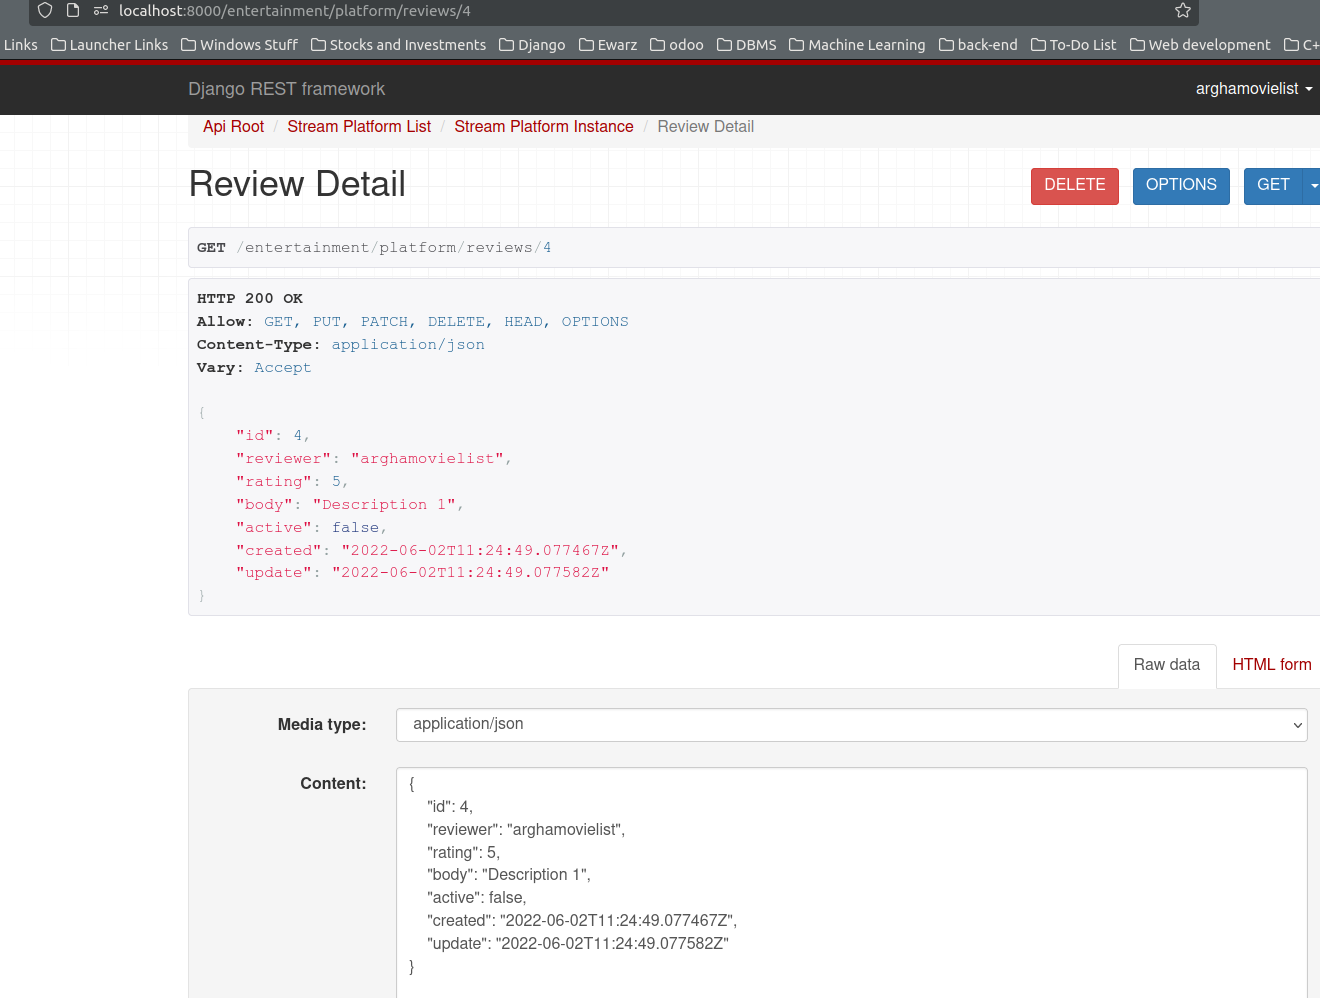 localhost:8000/entertainment/platform/reviews/4
Links Launcher Links Windows Stuff Stocks and Investments Django Ewarz odoo DBMS Machine Learning back-end To-Do List Web development C+
Django REST framework arghamovielist
Api Root / Stream Platform List / Stream Platform Instance / Review Detail
Review Detail DELETE OPTIONS GET
GET /entertainment/platform/reviews/4
HTTP 200 OK
Allow: GET, PUT, PATCH, DELETE, HEAD, OPTIONS
Content-Type: application/json
Vary: Accept
{
"id": 4,
"reviewer": "arghamovielist",
"rating": 5,
"body": "Description 1",
"active": false,
"created": "2022-06-02T11:24:49.077467Z",
"update": "2022-06-02T11:24:49.077582Z"
}
Raw data HTML form
Media type: application/json
Content: {
"id": 4,
"reviewer": "arghamovielist",
"rating": 5,
"body": "Description 1",
"active": false,
"created": "2022-06-02T11:24:49.077467Z",
"update": "2022-06-02T11:24:49.077582Z"
}